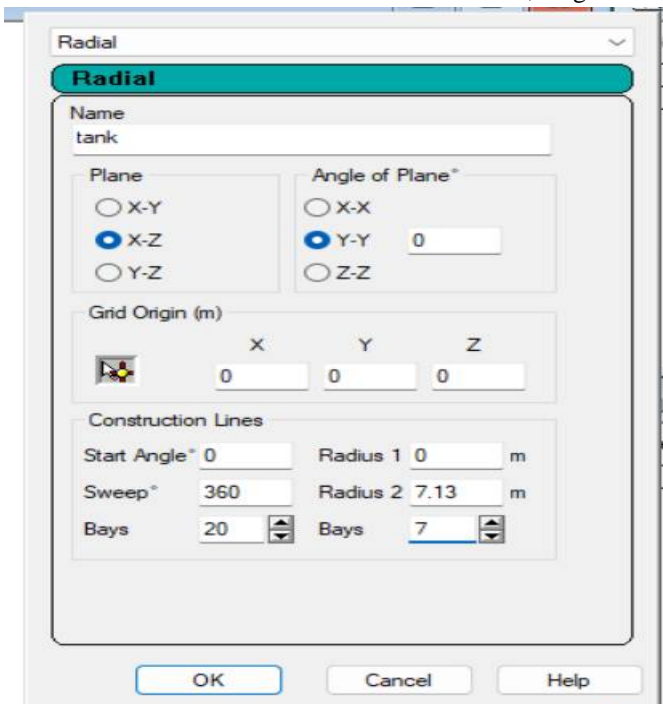 Radial
Radial
Name
tank
Plane Angle of Plane°
X-Y X-X
X-Z Y-Y 0
Y-Z Z-Z
Grid Origin (m)
X Y Z
0 0 0
Construction Lines
Start Angle° 0 Radius 1 0 m
Sweep° 360 Radius 2 7.13 m
Bays 20 Bays 7
OK Cancel Help